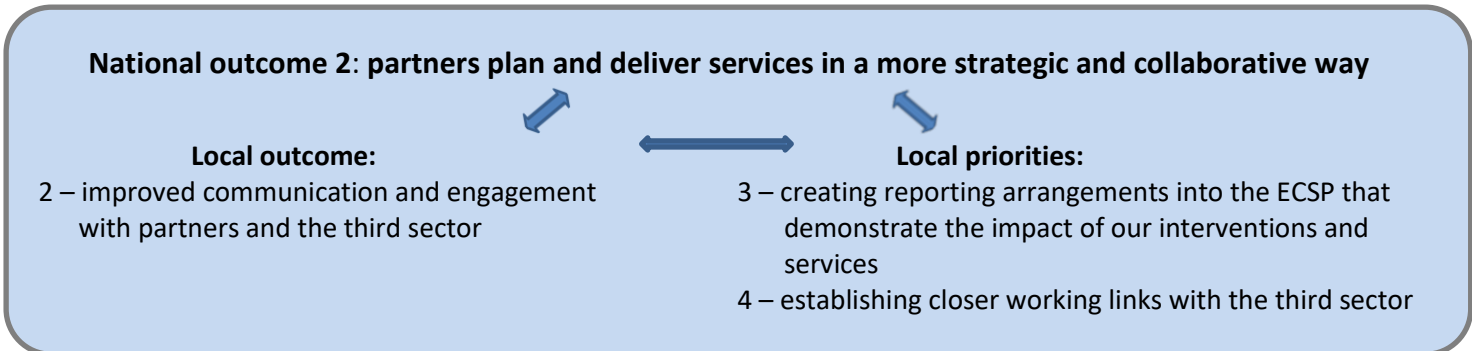 National outcome 2: partners plan and deliver services in a more strategic and collaborative way
Local outcome:
2 – improved communication and engagement
with partners and the third sector
Local priorities:
3 – creating reporting arrangements into the ECSP that
demonstrate the impact of our interventions and
services
4 – establishing closer working links with the third sector